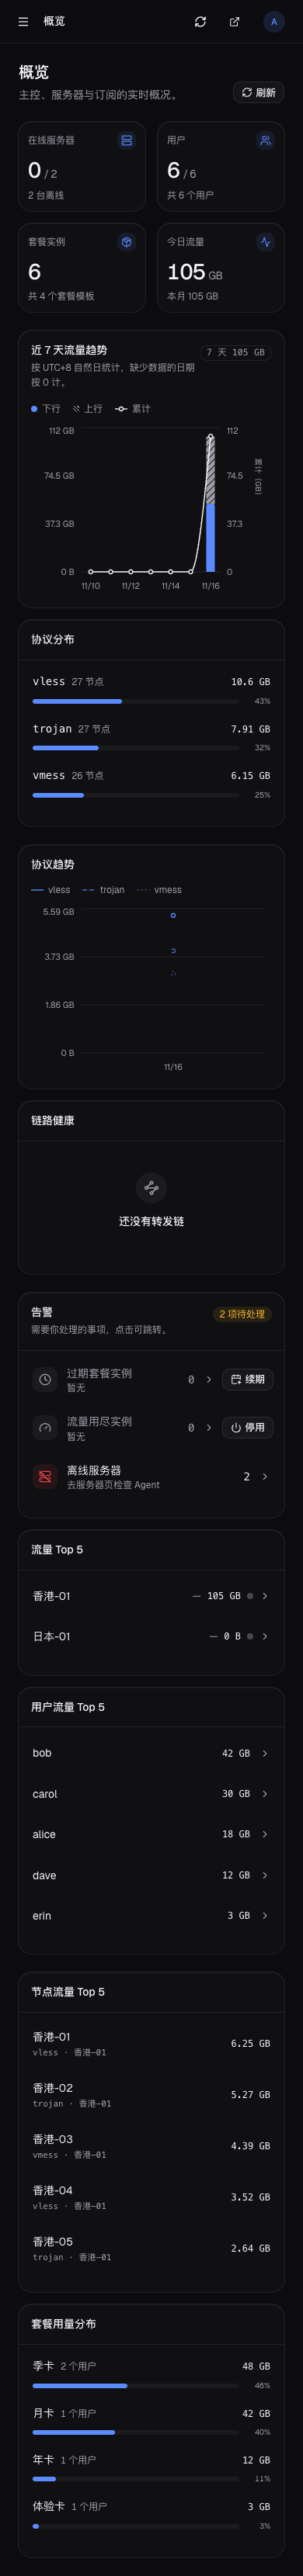 概览
A
概览
主控、服务器与订阅的实时概况。
刷新
在线服务器
0 / 2
2 台离线
用户
6 / 6
共 6 个用户
套餐实例
6
共 4 个套餐模板
今日流量
105 GB
本月 105 GB
近 7 天流量趋势
7 天 105 GB
按 UTC+8 自然日统计，缺少数据的日期
按 0 计。
下行 上行 累计
112 GB 112
74.5 GB 74.5
37.3 GB 37.3
0 B 0
累计 (GB)
11/10 11/12 11/14 11/16
协议分布
vless 27 节点 10.6 GB
43%
trojan 27 节点 7.91 GB
32%
vmess 26 节点 6.15 GB
25%
协议趋势
vless trojan vmess
5.59 GB
3.73 GB
1.86 GB
0 B
11/16
链路健康
还没有转发链
告警
2 项待处理
需要你处理的事项，点击可跳转。
过期套餐实例
暂无
0 续期
流量用尽实例
暂无
0 停用
离线服务器
去服务器页检查 Agent
2
流量 Top 5
香港-01 — 105 GB
日本-01 — 0 B
用户流量 Top 5
bob 42 GB
carol 30 GB
alice 18 GB
dave 12 GB
erin 3 GB
节点流量 Top 5
香港-01 6.25 GB
vless · 香港-01
香港-02 5.27 GB
trojan · 香港-01
香港-03 4.39 GB
vmess · 香港-01
香港-04 3.52 GB
vless · 香港-01
香港-05 2.64 GB
trojan · 香港-01
套餐用量分布
季卡 2 个用户 48 GB
46%
月卡 1 个用户 42 GB
40%
年卡 1 个用户 12 GB
11%
体验卡 1 个用户 3 GB
3%